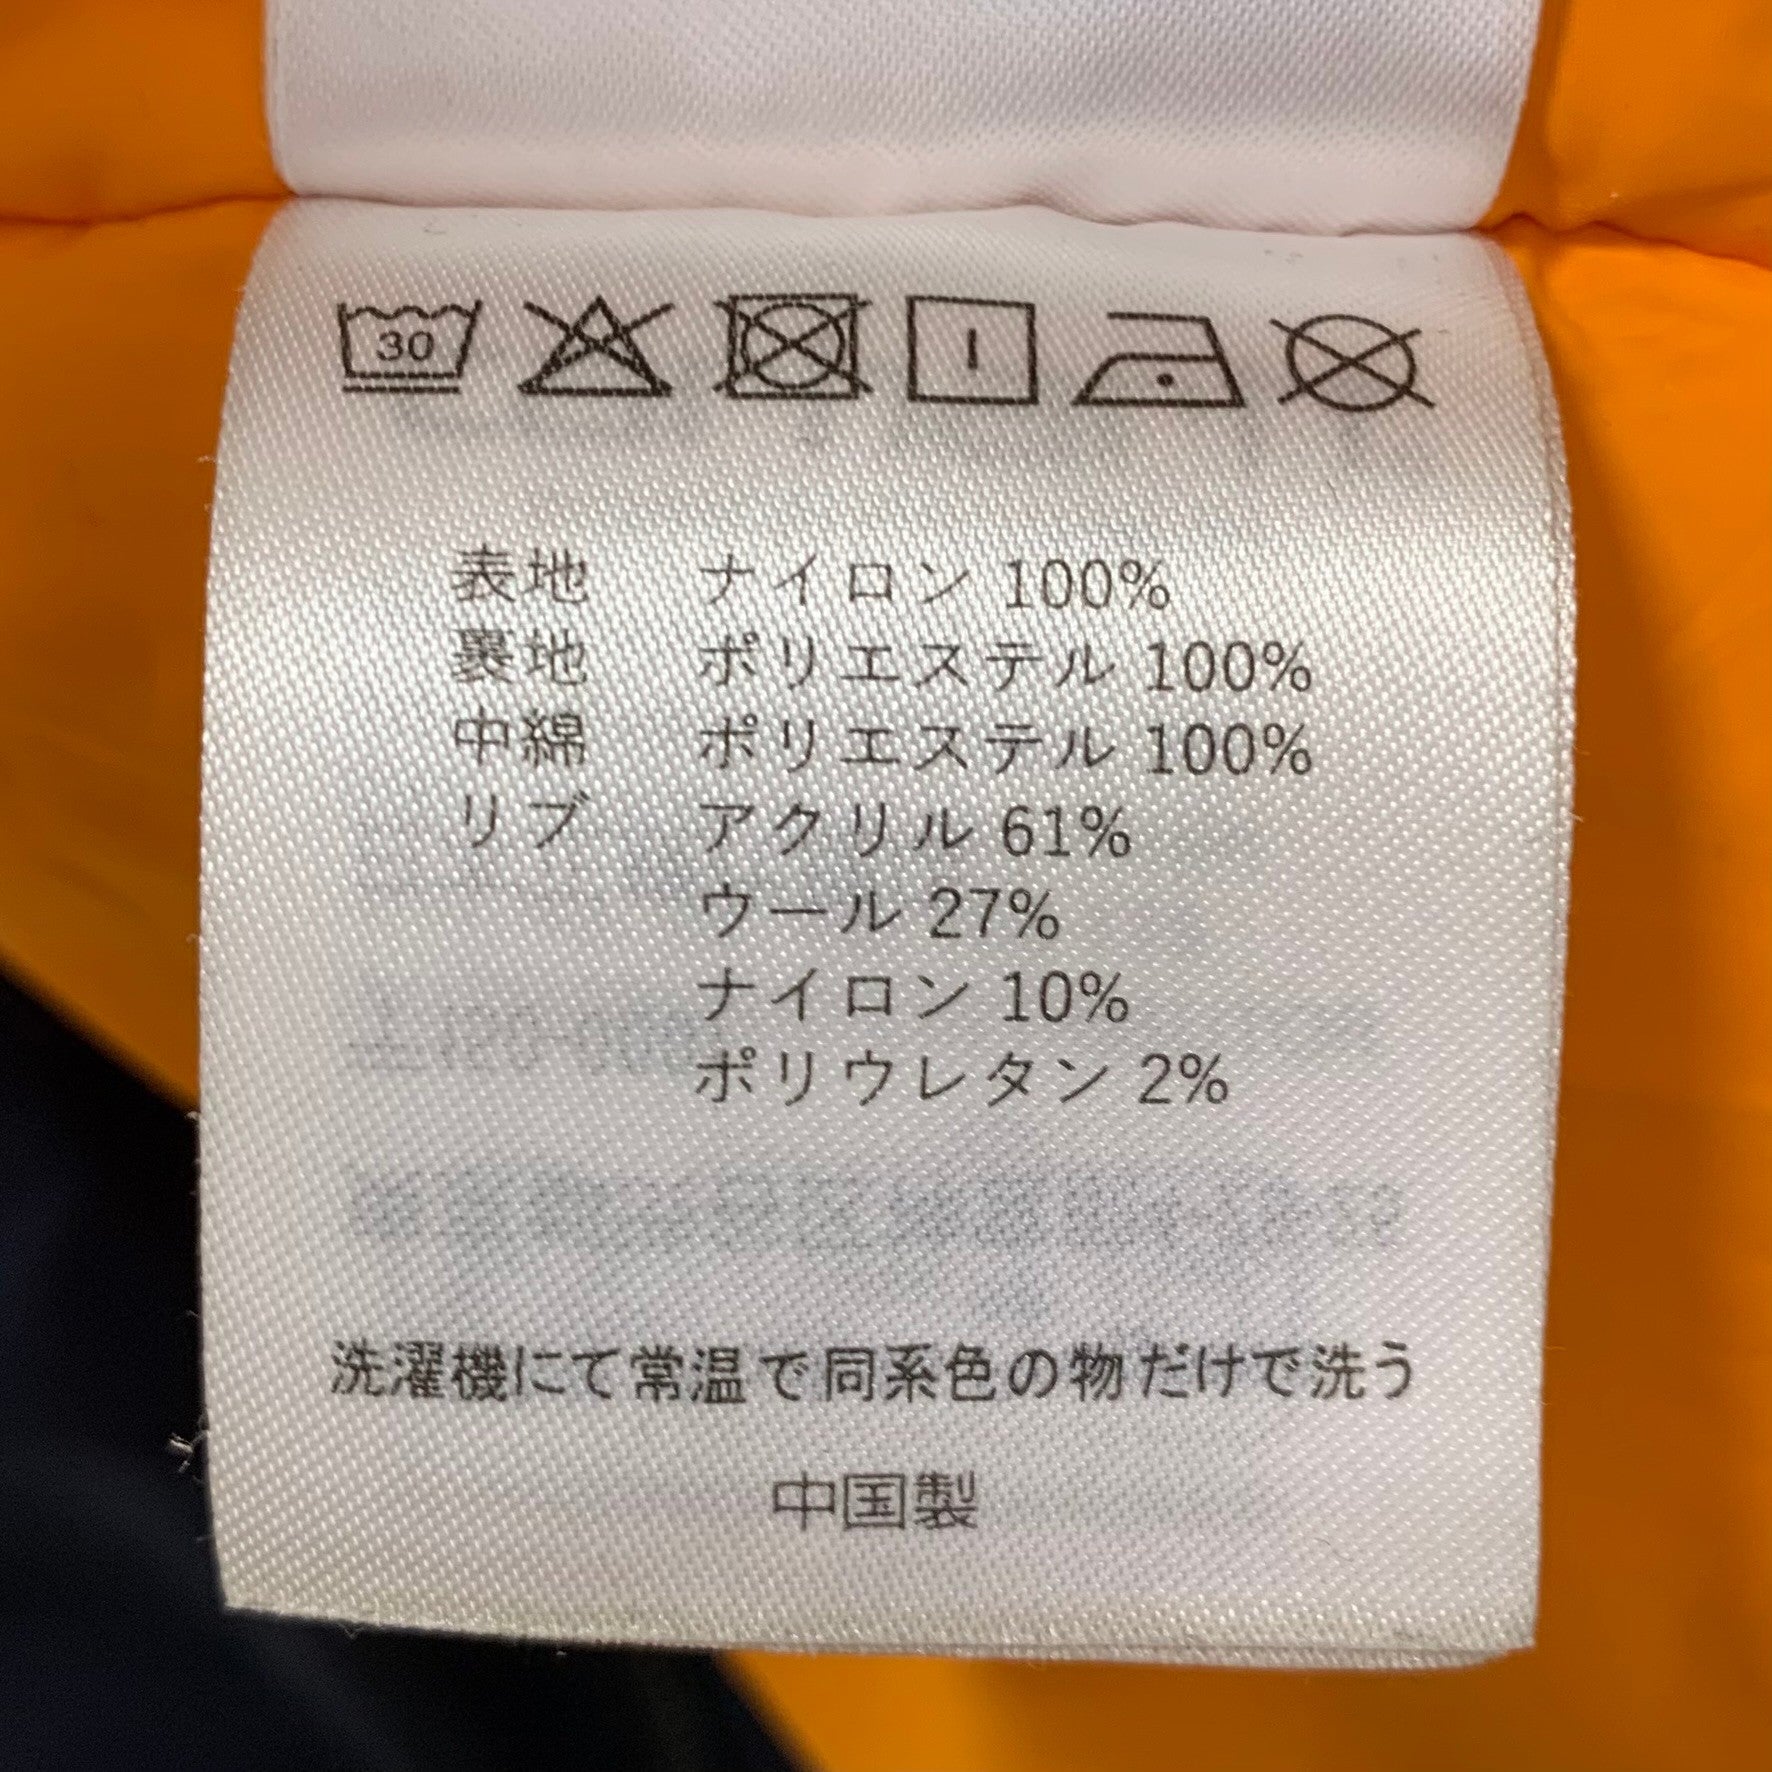 30
表地 ナイロン 100%
裏地 ポリエステル 100%
中綿 ポリエステル 100%
リブ アクリル 61%
ウール 27%
ナイロン 10%
ポリウレタン 2%
洗濯機にて常温で同系色の物だけで洗う
中国製